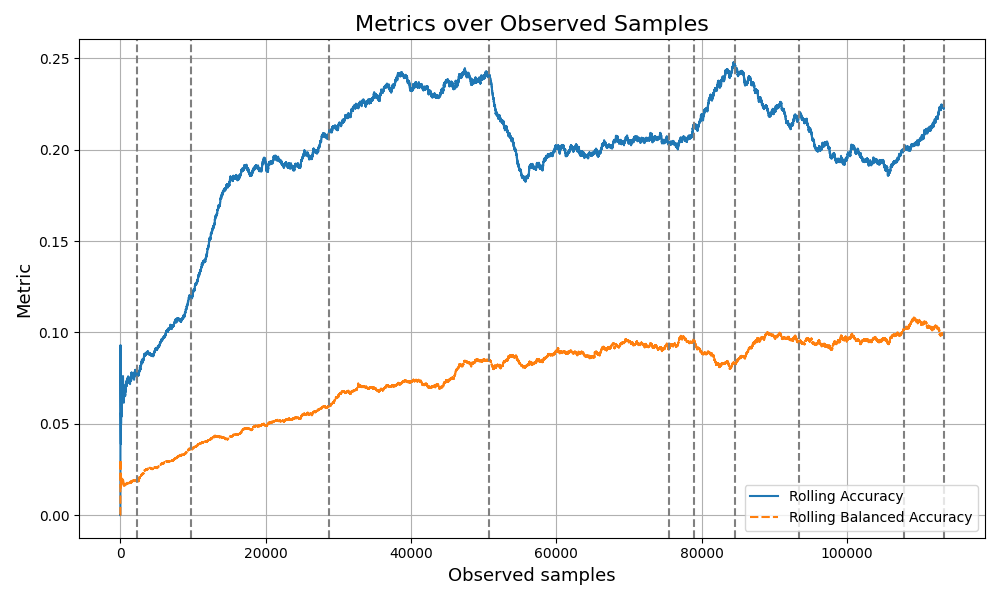 Metrics over Observed Samples
Metric
0.25
0.20
0.15
0.10
0.05
0.00
0
20000
40000
60000
80000
100000
Observed samples
Rolling Accuracy
Rolling Balanced Accuracy